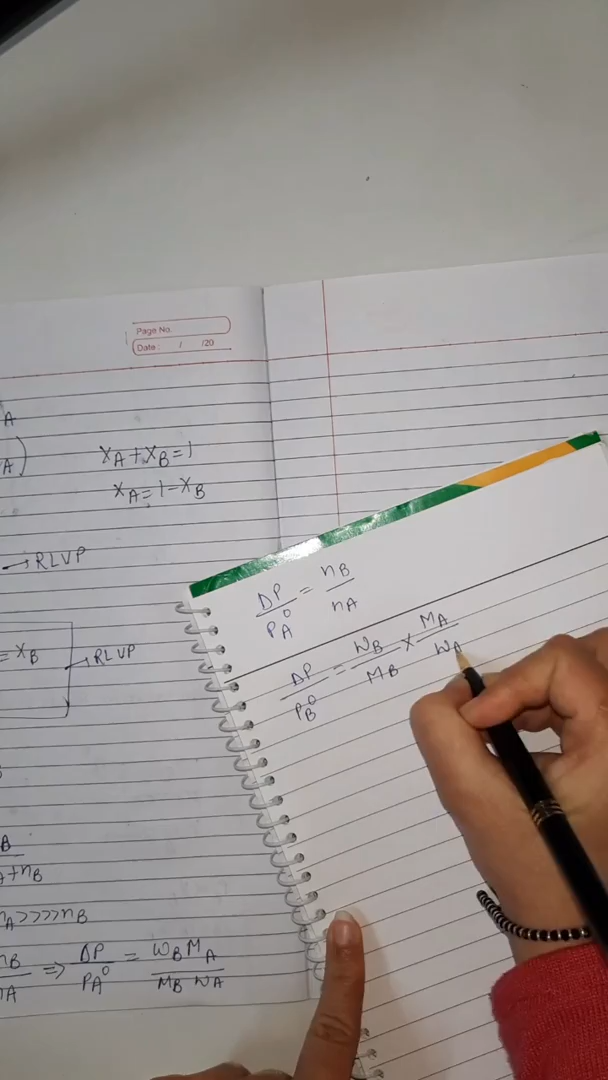 Page No.
Date : / /20
A
A)
xA + xB = 1
xA = 1 - xB
→ RLVP
= xB → RLVP
B
A + nB
nA >>>> nB
nB/nA ⇒ ΔP/PA° = WB MA/MB WA
ΔP/PA° = nB/nA
ΔP/PB° = WB/MB × MA/WA